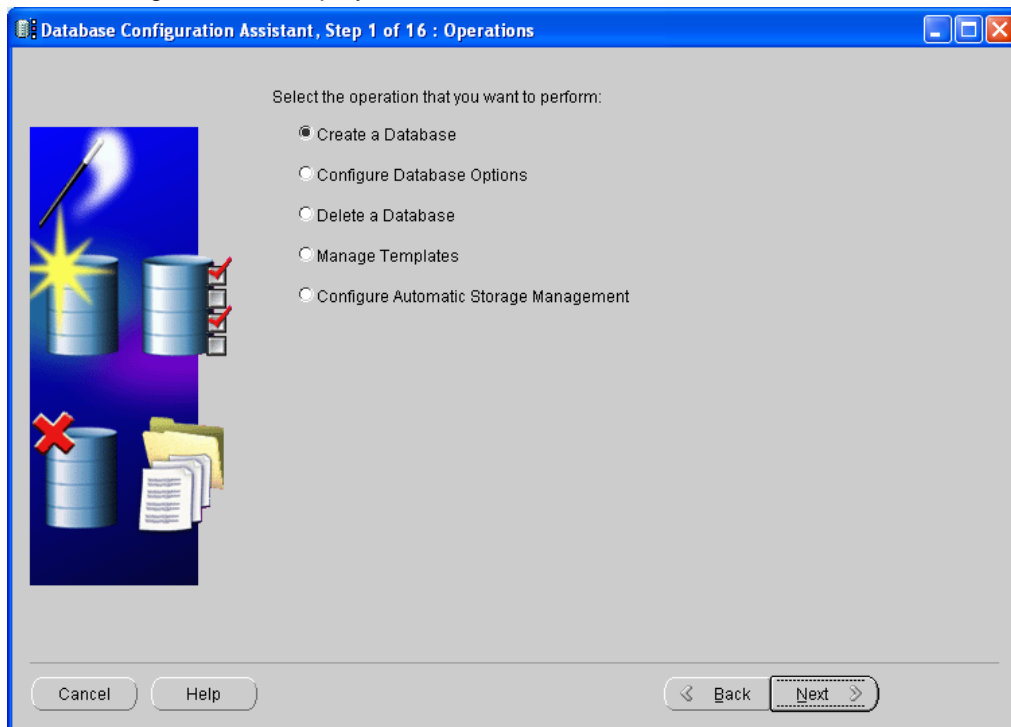 Database Configuration Assistant, Step 1 of 16 : Operations
Select the operation that you want to perform:
Create a Database
Configure Database Options
Delete a Database
Manage Templates
Configure Automatic Storage Management
Cancel
Help
Back
Next